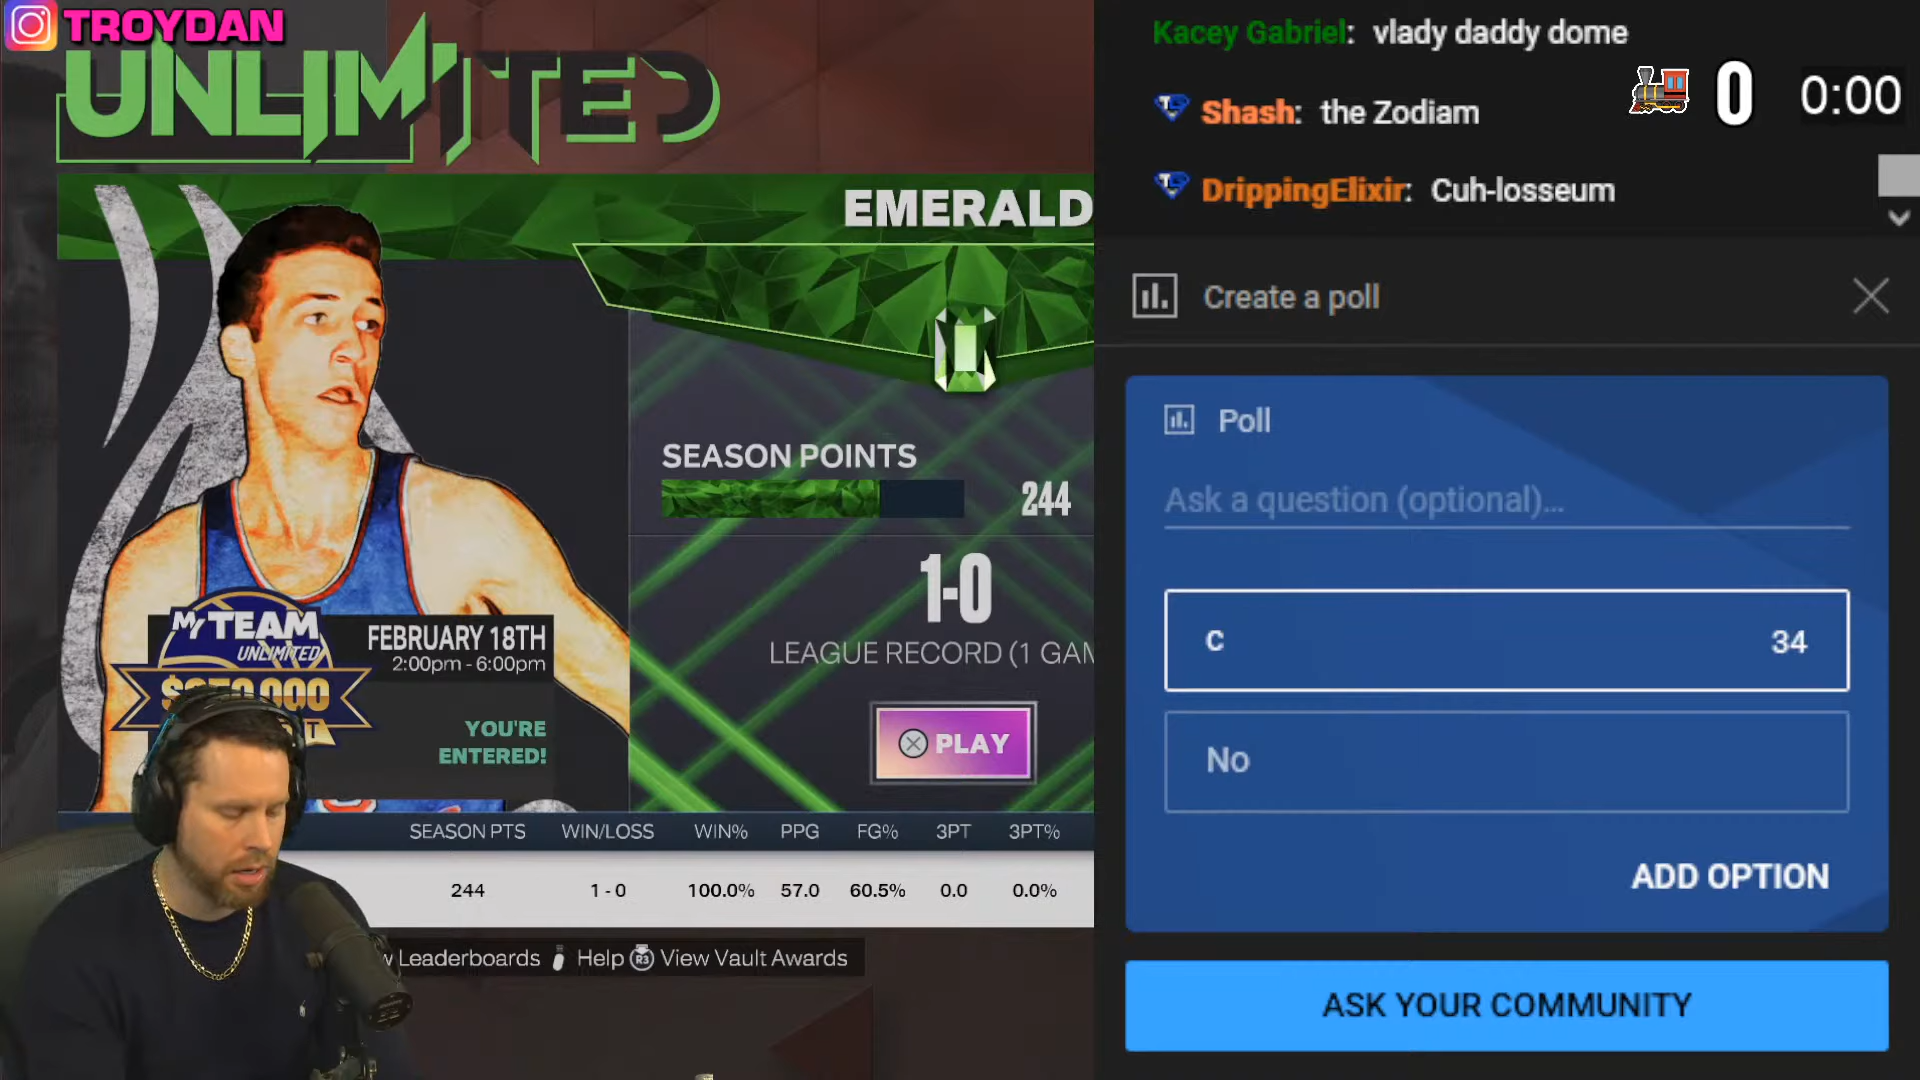 TROYDAN
UNLIMITED
EMERALD
SEASON POINTS
244
1-0
LEAGUE RECORD (1 GAM
PLAY
MyTEAM
UNLIMITED
FEBRUARY 18TH
2:00pm - 6:00pm
YOU'RE
ENTERED!
SEASON PTS WIN/LOSS WIN% PPG FG% 3PT 3PT%
244 1 - 0 100.0% 57.0 60.5% 0.0 0.0%
w Leaderboards Help R3 View Vault Awards
Kacey Gabriel: vlady daddy dome
Shash: the Zodiam
0 0:00
DrippingElixir: Cuh-losseum
Create a poll
Poll
Ask a question (optional)...
C 34
No
ADD OPTION
ASK YOUR COMMUNITY